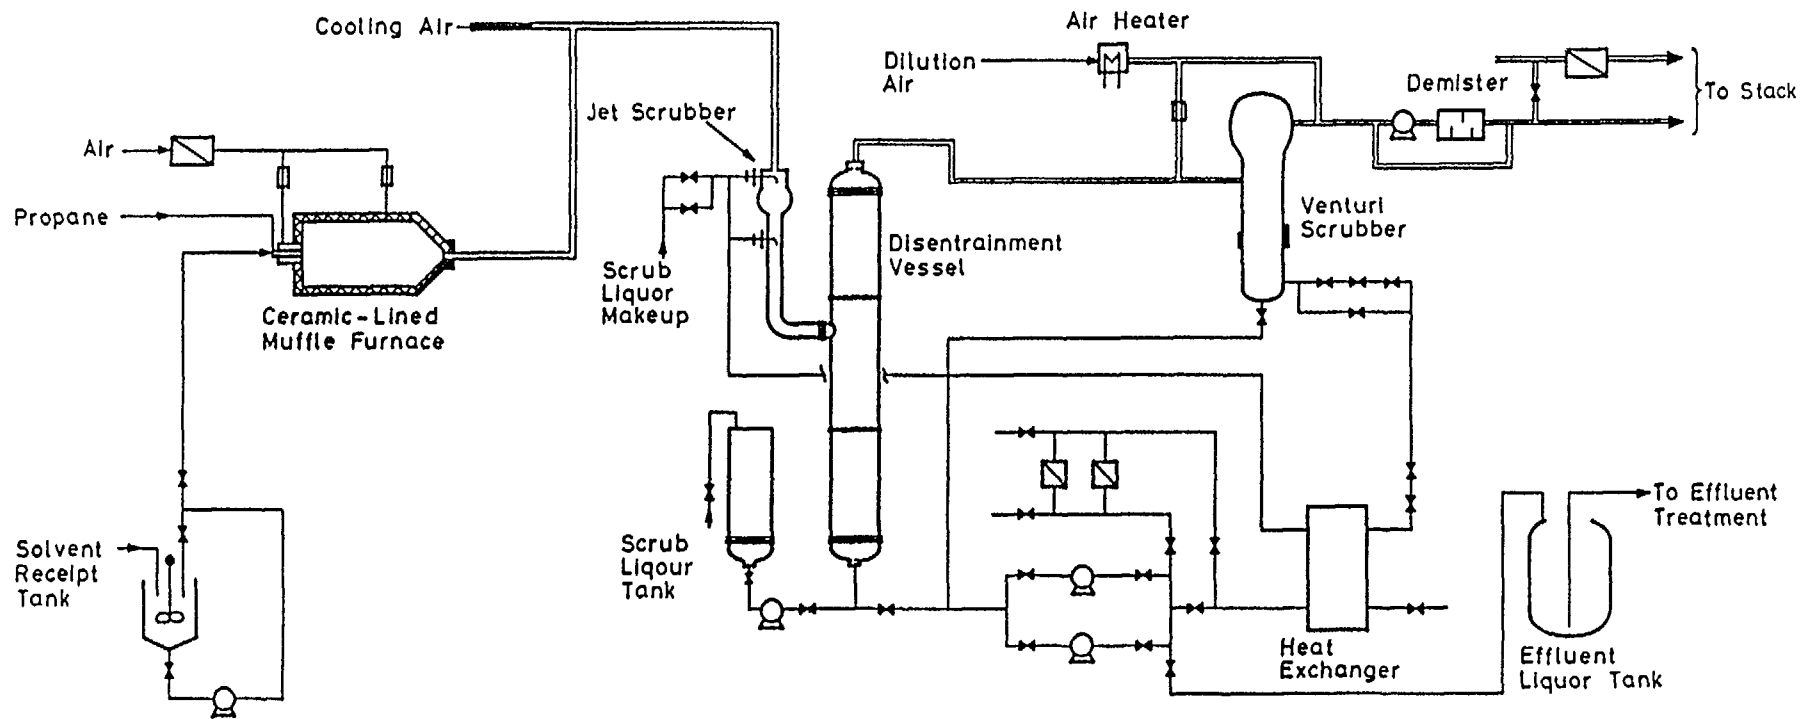 Cooling Air
Air Heater
Dilution
Air
Demister
To Stack
Jet Scrubber
Air
Propane
Venturi
Scrubber
Disentrainment
Vessel
Scrub
Liquor
Makeup
Ceramic-Lined
Muffle Furnace
To Effluent
Treatment
Solvent
Receipt
Tank
Scrub
Liqour
Tank
Heat
Exchanger
Effluent
Liquor Tank